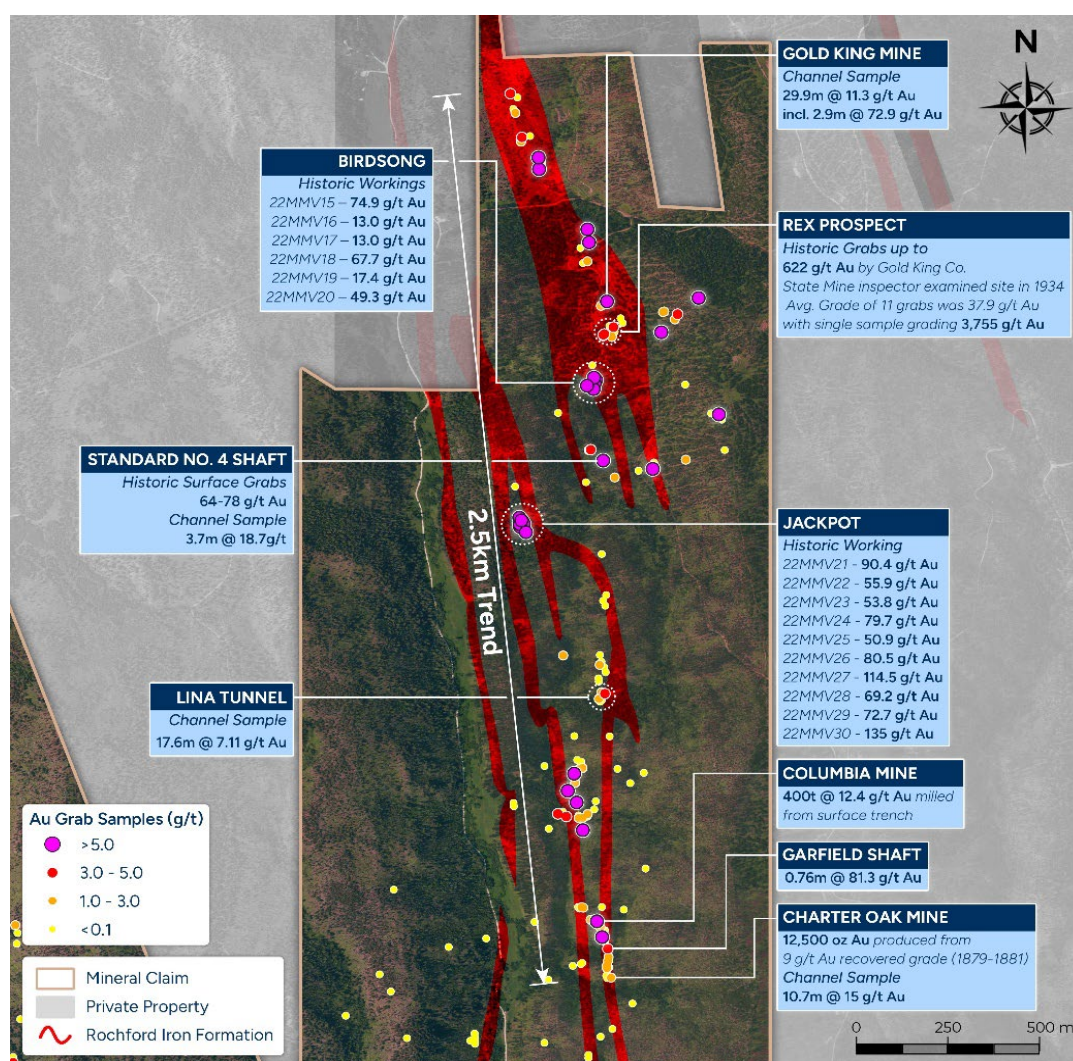 GOLD KING MINE
Channel Sample
29.9m @ 11.3 g/t Au
incl. 2.9m @ 72.9 g/t Au
N
BIRDSONG
Historic Workings
22MMV15 – 74.9 g/t Au
22MMV16 – 13.0 g/t Au
22MMV17 – 13.0 g/t Au
22MMV18 – 67.7 g/t Au
22MMV19 – 17.4 g/t Au
22MMV20 – 49.3 g/t Au
REX PROSPECT
Historic Grabs up to
622 g/t Au by Gold King Co.
State Mine inspector examined site in 1934
Avg. Grade of 11 grabs was 37.9 g/t Au
with single sample grading 3,755 g/t Au
STANDARD NO. 4 SHAFT
Historic Surface Grabs
64-78 g/t Au
Channel Sample
3.7m @ 18.7g/t
2.5km Trend
JACKPOT
Historic Working
22MMV21 - 90.4 g/t Au
22MMV22 - 55.9 g/t Au
22MMV23 - 53.8 g/t Au
22MMV24 - 79.7 g/t Au
22MMV25 - 50.9 g/t Au
22MMV26 - 80.5 g/t Au
22MMV27 - 114.5 g/t Au
22MMV28 - 69.2 g/t Au
22MMV29 - 72.7 g/t Au
22MMV30 - 135 g/t Au
LINA TUNNEL
Channel Sample
17.6m @ 7.11 g/t Au
COLUMBIA MINE
400t @ 12.4 g/t Au milled
from surface trench
GARFIELD SHAFT
0.76m @ 81.3 g/t Au
CHARTER OAK MINE
12,500 oz Au produced from
9 g/t Au recovered grade (1879-1881)
Channel Sample
10.7m @ 15 g/t Au
Au Grab Samples (g/t)
>5.0
3.0 - 5.0
1.0 - 3.0
<0.1
Mineral Claim
Private Property
Rochford Iron Formation
0 250 500 m